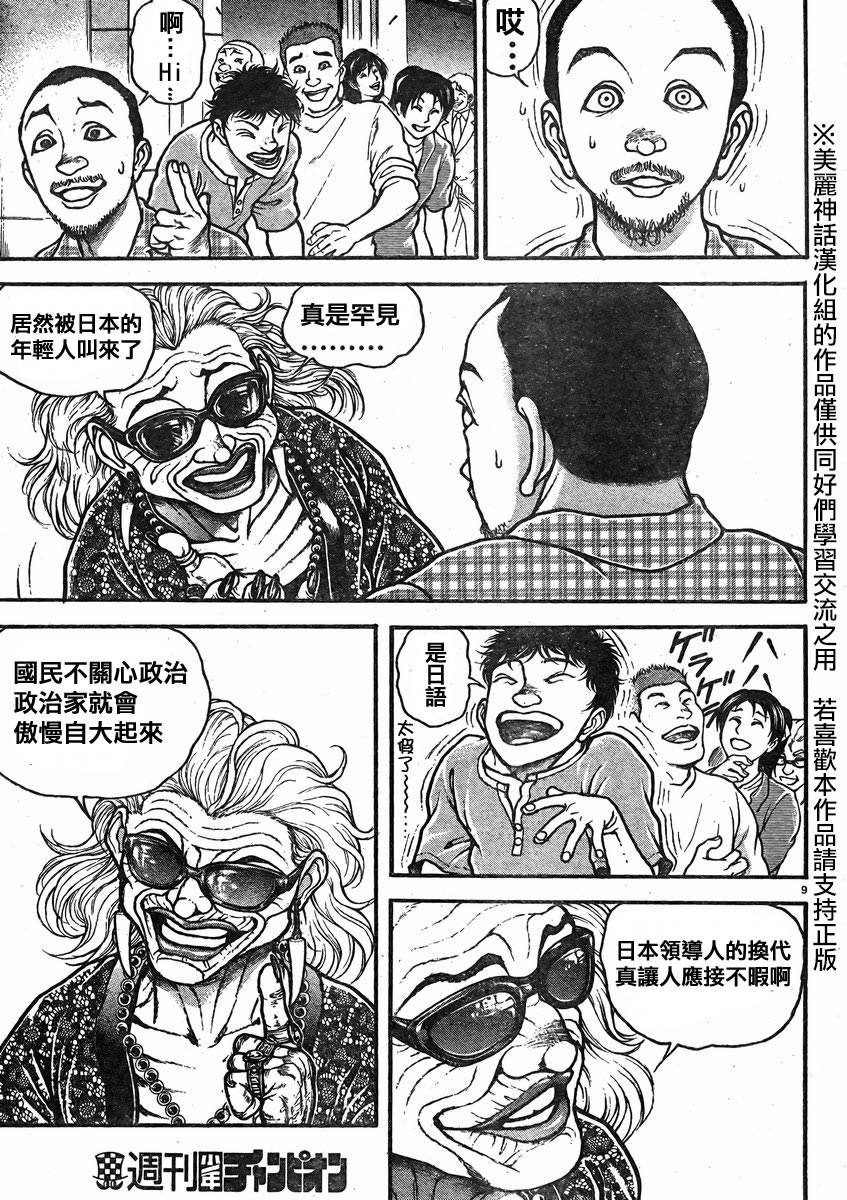 哎…
啊…
Hi
…
真是罕見
………
居然被日本的
年輕人叫來了
ハハ
ゲラゲラ
是日語
太假了～～
國民不關心政治
政治家就會
傲慢自大起來
9
日本領導人的換代
真讓人應接不暇啊
週刊少年チャンピオン
※美麗神話漢化組的作品僅供同好們學習交流之用　若喜歡本作品請支持正版